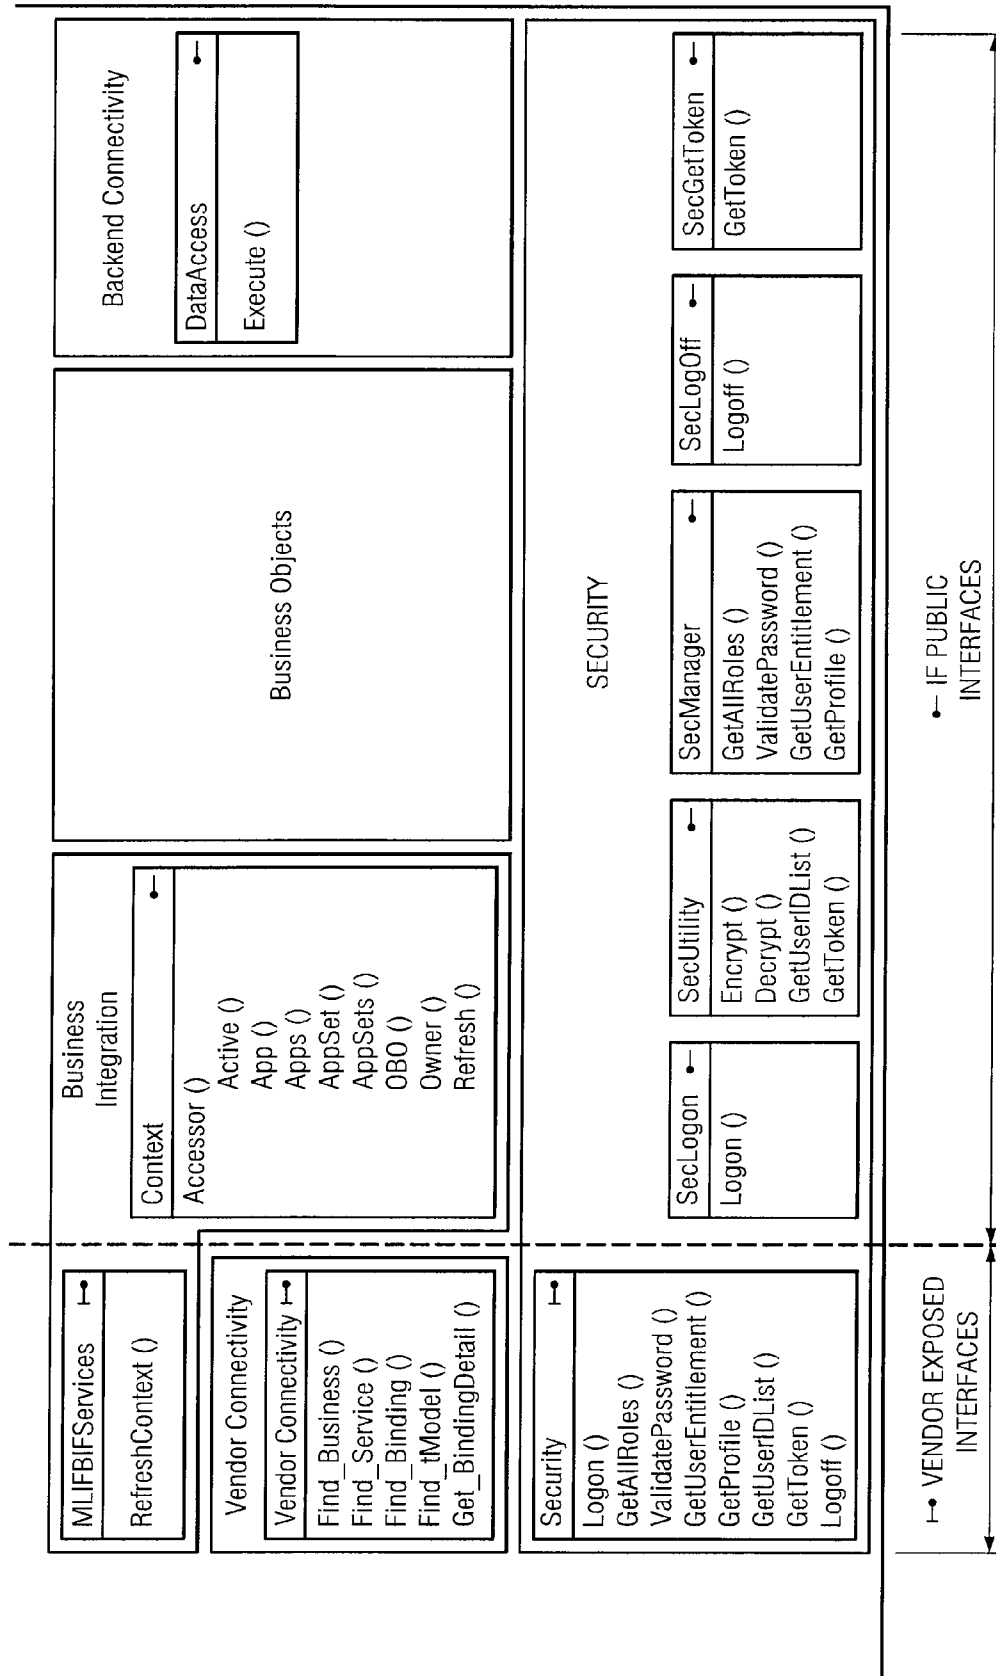 MLIFBIFServices
RefreshContext ()
Business
Integration
Context
Accessor ()
Active ()
App ()
Apps ()
AppSet ()
AppSets ()
OBO ()
Owner ()
Refresh ()
Business Objects
Backend Connectivity
DataAccess
Execute ()
Vendor Connectivity
Vendor Connectivity
Find_Business ()
Find_Service ()
Find_Binding ()
Find_tModel ()
Get_BindingDetail ()
SECURITY
Security
Logon ()
GetAllRoles ()
ValidatePassword ()
GetUserEntitlement ()
GetProfile ()
GetUserIDList ()
GetToken ()
Logoff ()
SecLogon
Logon ()
SecUtility
Encrypt ()
Decrypt ()
GetUserIDList ()
GetToken ()
SecManager
GetAllRoles ()
ValidatePassword ()
GetUserEntitlement ()
GetProfile ()
SecLogOff
Logoff ()
SecGetToken
GetToken ()
VENDOR EXPOSED
INTERFACES
IF PUBLIC
INTERFACES